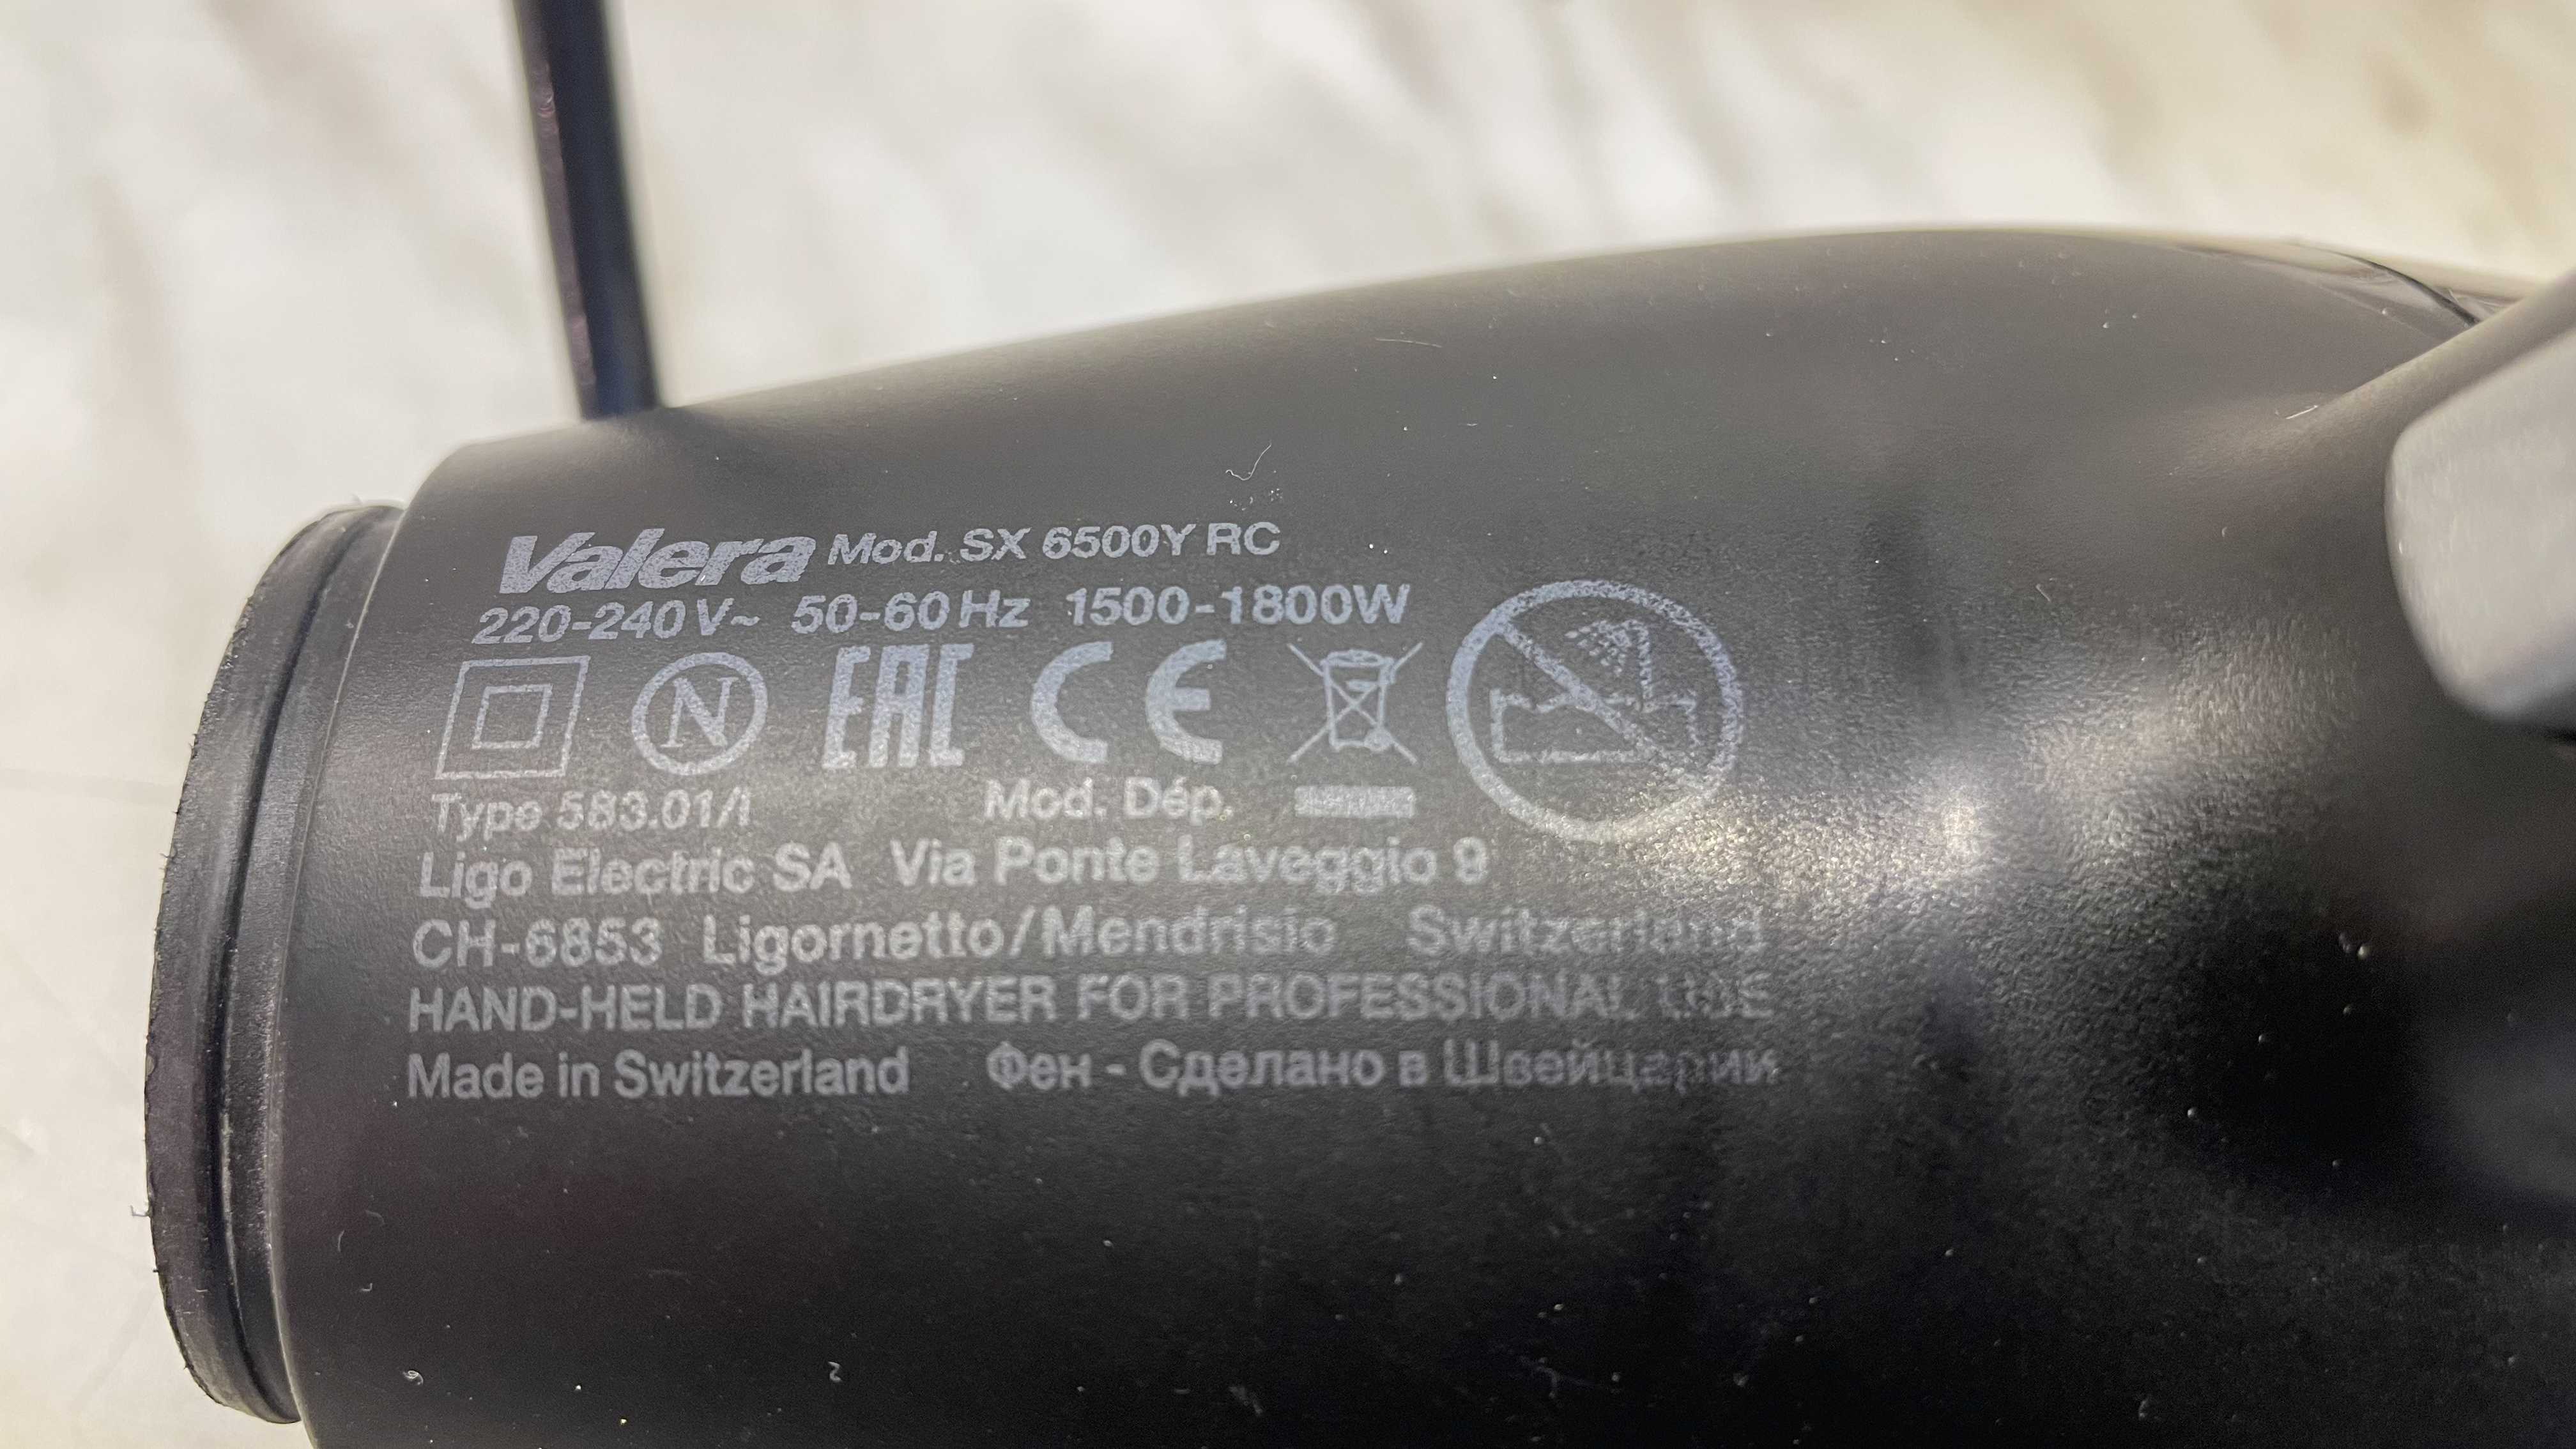 Valera Mod. SX 6500Y RC
220-240V~ 50-60Hz 1500-1800W
N EAC CE
Type 583.01/I Mod. Dép.
Ligo Electric SA Via Ponte Laveggio 9
CH-6853 Ligornetto/Mendrisio Switzerland
HAND-HELD HAIRDRYER FOR PROFESSIONAL USE
Made in Switzerland Фен - Сделано в Швейцарии